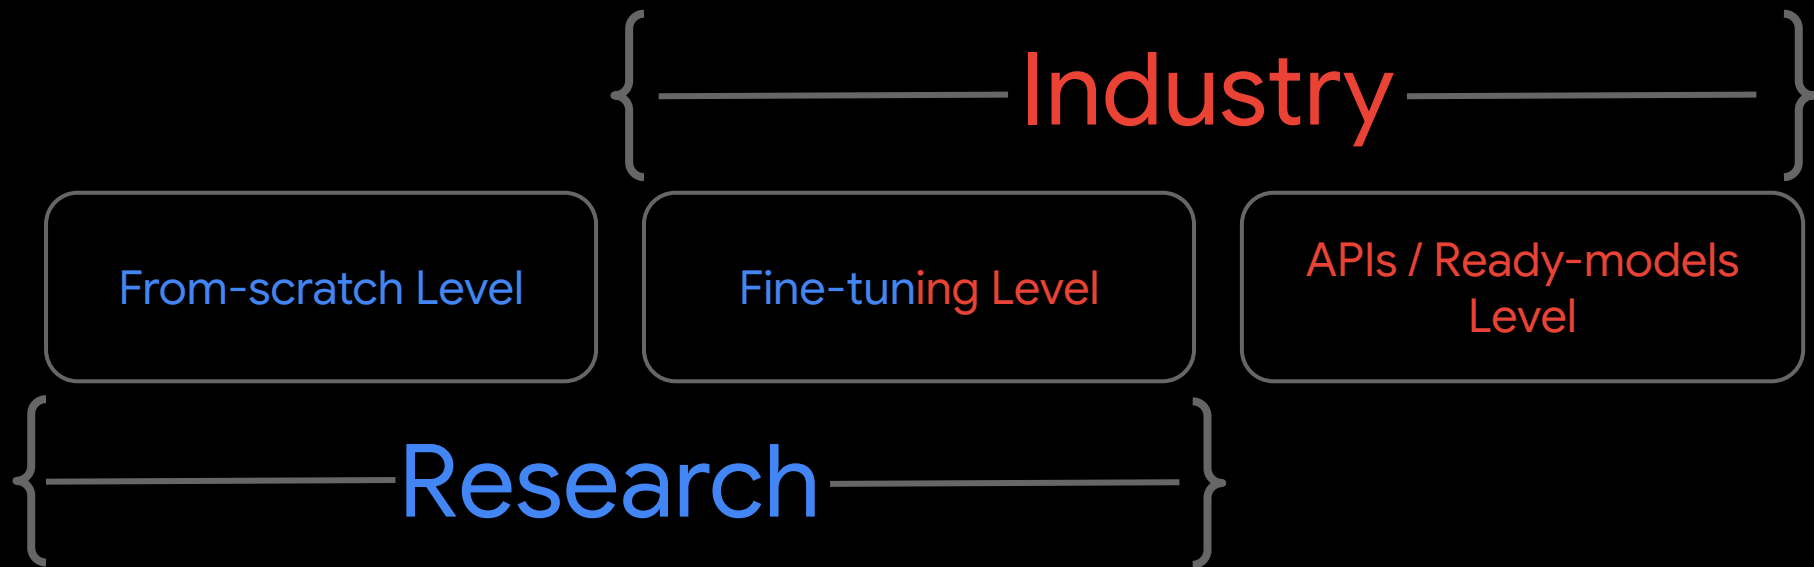 Industry
From-scratch Level
Fine-tuning Level
APIs / Ready-models
Level
Research